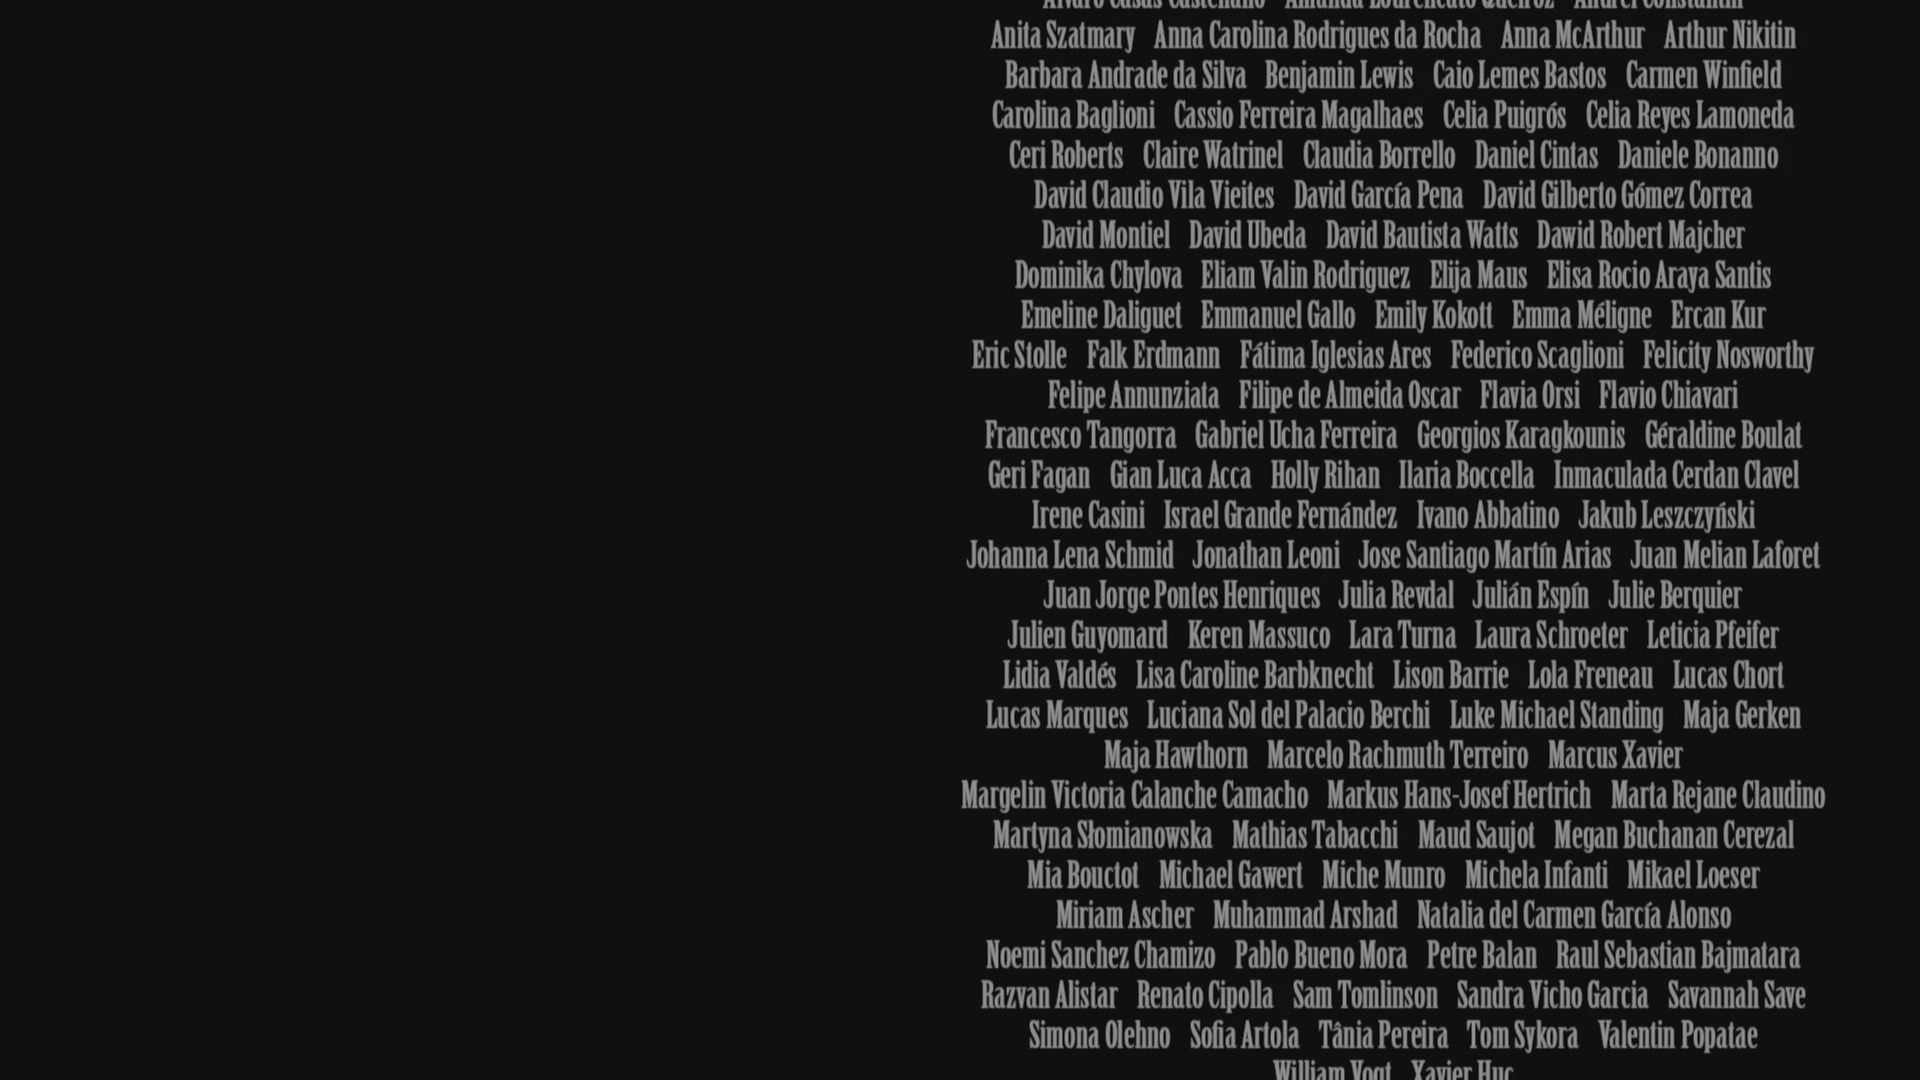 Alvaro Casas Castellano Amanda Lourencato Queiroz Andrei Constantin
Anita Szatmary Anna Carolina Rodrigues da Rocha Anna McArthur Arthur Nikitin
Barbara Andrade da Silva Benjamin Lewis Caio Lemes Bastos Carmen Winfield
Carolina Baglioni Cassio Ferreira Magalhaes Celia Puigrós Celia Reyes Lamoneda
Ceri Roberts Claire Watrinel Claudia Borrello Daniel Cintas Daniele Bonanno
David Claudio Vila Vieites David García Pena David Gilberto Gómez Correa
David Montiel David Ubeda David Bautista Watts Dawid Robert Majcher
Dominika Chylova Eliam Valin Rodriguez Elija Maus Elisa Rocio Araya Santis
Emeline Daliguet Emmanuel Gallo Emily Kokott Emma Méligne Ercan Kur
Eric Stolle Falk Erdmann Fátima Iglesias Ares Federico Scaglioni Felicity Nosworthy
Felipe Annunziata Filipe de Almeida Oscar Flavia Orsi Flavio Chiavari
Francesco Tangorra Gabriel Ucha Ferreira Georgios Karagkounis Géraldine Boulat
Geri Fagan Gian Luca Acca Holly Rihan Ilaria Boccella Inmaculada Cerdan Clavel
Irene Casini Israel Grande Fernández Ivano Abbatino Jakub Leszczyński
Johanna Lena Schmid Jonathan Leoni Jose Santiago Martín Arias Juan Melian Laforet
Juan Jorge Pontes Henriques Julia Revdal Julián Espín Julie Berquier
Julien Guyomard Keren Massuco Lara Turna Laura Schroeter Leticia Pfeifer
Lidia Valdés Lisa Caroline Barbknecht Lison Barrie Lola Freneau Lucas Chort
Lucas Marques Luciana Sol del Palacio Berchi Luke Michael Standing Maja Gerken
Maja Hawthorn Marcelo Rachmuth Terreiro Marcus Xavier
Margelin Victoria Calanche Camacho Markus Hans-Josef Hertrich Marta Rejane Claudino
Martyna Słomianowska Mathias Tabacchi Maud Saujot Megan Buchanan Cerezal
Mia Bouctot Michael Gawert Miche Munro Michela Infanti Mikael Loeser
Miriam Ascher Muhammad Arshad Natalia del Carmen García Alonso
Noemi Sanchez Chamizo Pablo Bueno Mora Petre Balan Raul Sebastian Bajmatara
Razvan Alistar Renato Cipolla Sam Tomlinson Sandra Vicho Garcia Savannah Save
Simona Olehno Sofia Artola Tânia Pereira Tom Sykora Valentin Popatae
William Vogt Xavier Huc